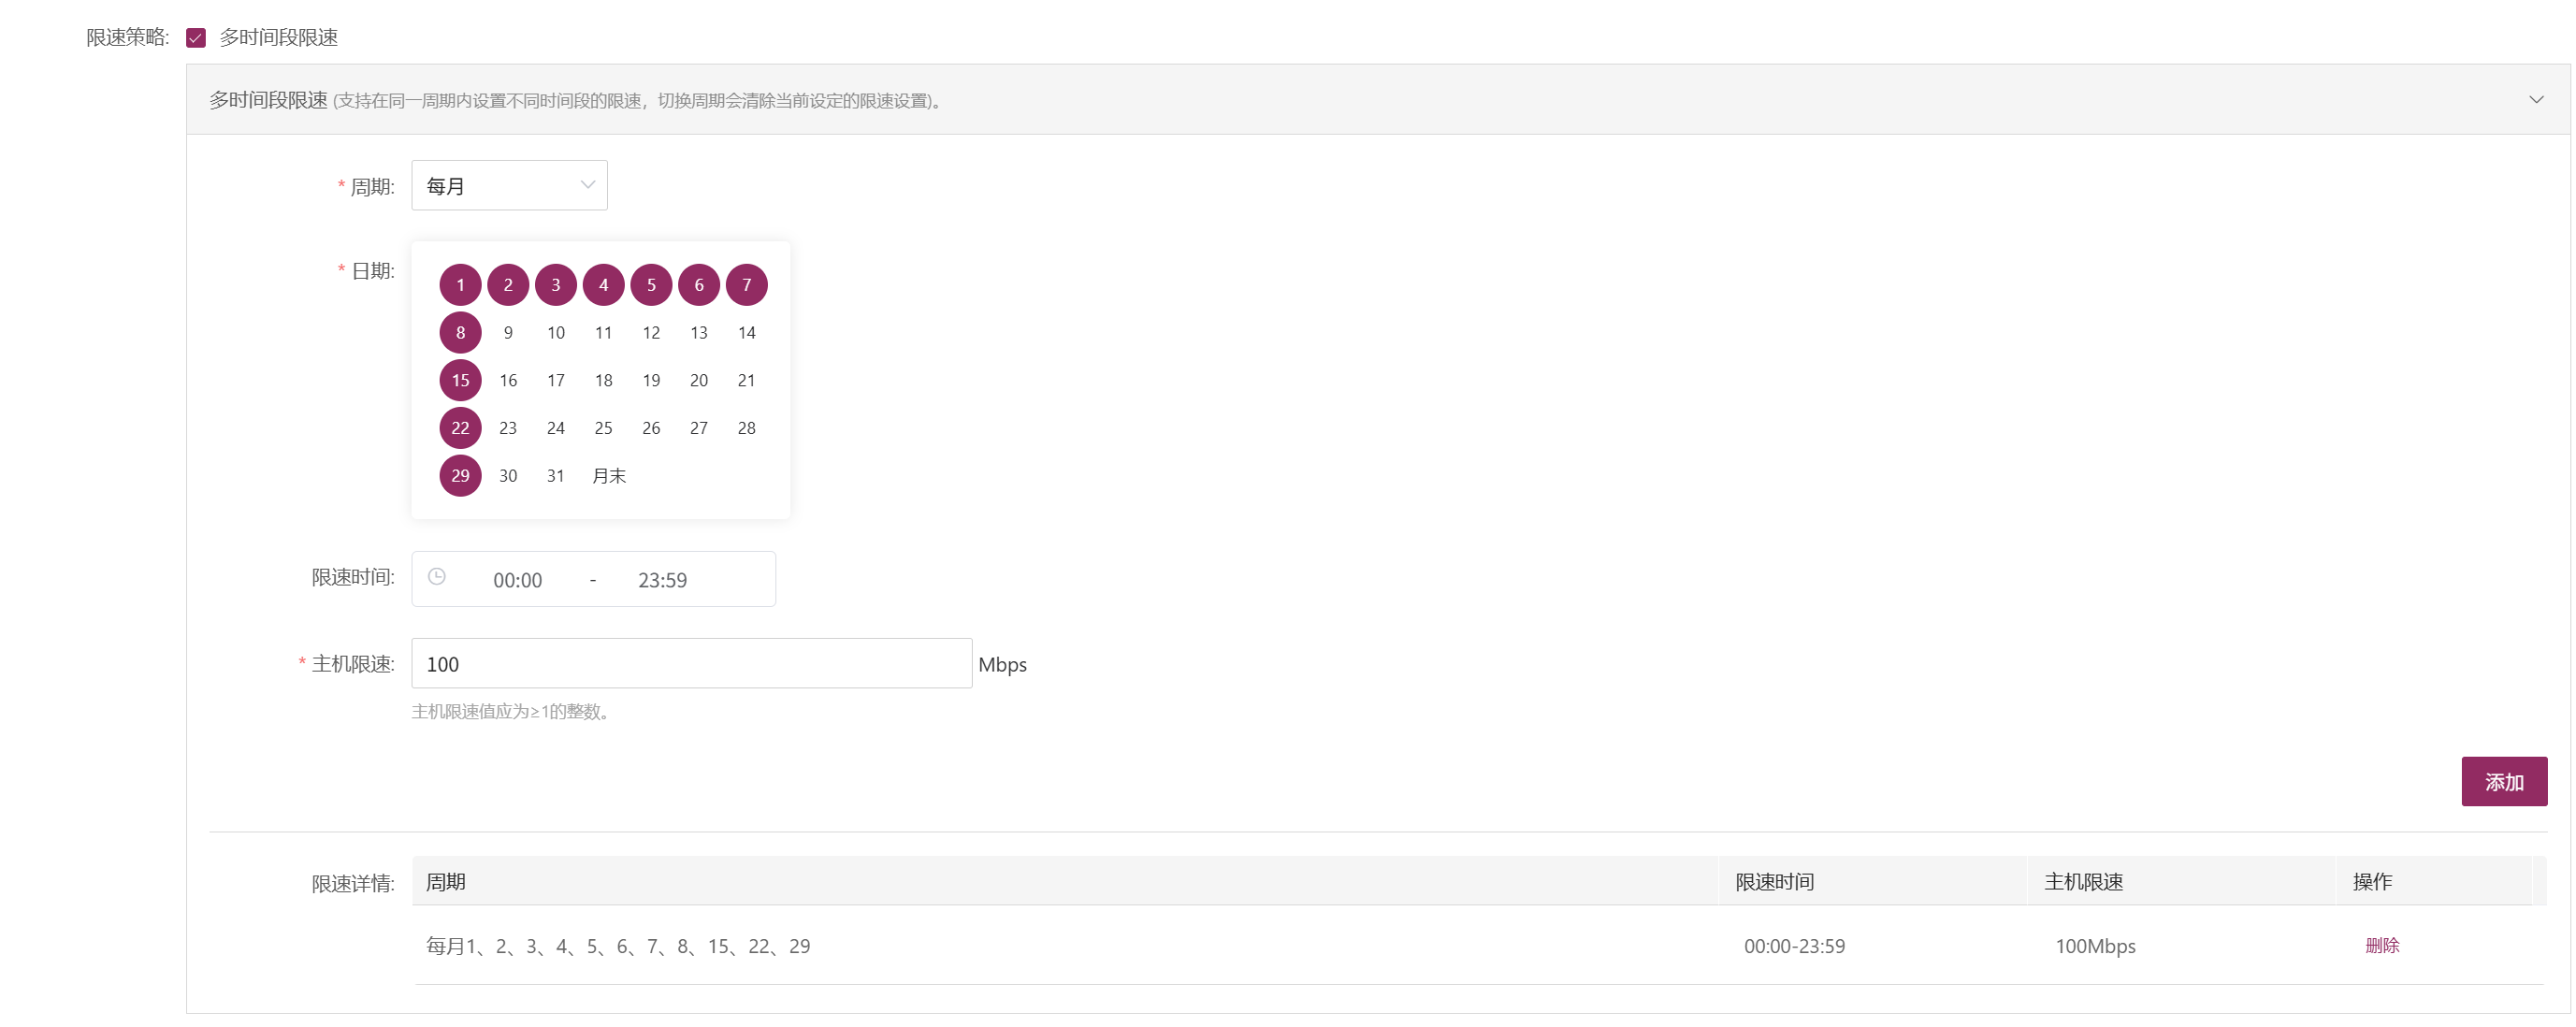 限速策略: 多时间段限速
多时间段限速 (支持在同一周期内设置不同时间段的限速，切换周期会清除当前设定的限速设置)。
* 周期: 每月
* 日期:
1 2 3 4 5 6 7
8 9 10 11 12 13 14
15 16 17 18 19 20 21
22 23 24 25 26 27 28
29 30 31 月末
限速时间: 00:00 - 23:59
* 主机限速: 100 Mbps
主机限速值应为≥1的整数。
添加
限速详情: 周期 限速时间 主机限速 操作
每月1、2、3、4、5、6、7、8、15、22、29 00:00-23:59 100Mbps 删除